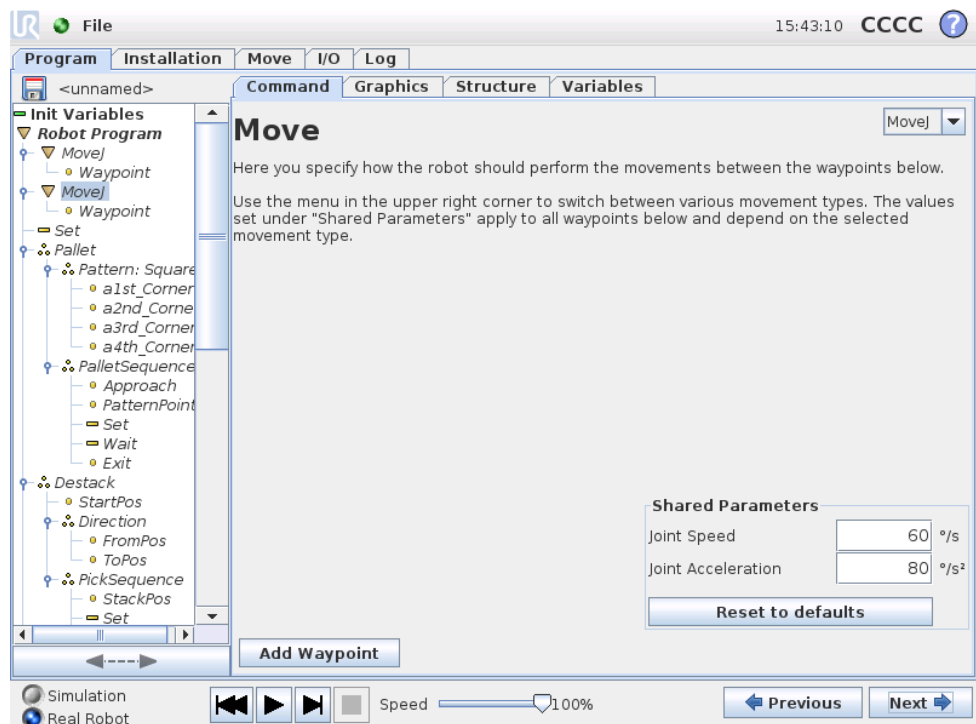 UR File 15:43:10 CCCC ?
Program Installation Move I/O Log
<unnamed> Command Graphics Structure Variables
Init Variables
Robot Program
MoveJ
Waypoint
MoveJ
Waypoint
Set
Pallet
Pattern: Square
a1st_Corner
a2nd_Corne
a3rd_Corner
a4th_Corner
PalletSequence
Approach
PatternPoint
Set
Wait
Exit
Destack
StartPos
Direction
FromPos
ToPos
PickSequence
StackPos
Set
Move MoveJ
Here you specify how the robot should perform the movements between the waypoints below.
Use the menu in the upper right corner to switch between various movement types. The values
set under "Shared Parameters" apply to all waypoints below and depend on the selected
movement type.
Shared Parameters
Joint Speed 60 °/s
Joint Acceleration 80 °/s²
Reset to defaults
Add Waypoint
Simulation
Real Robot
Speed 100%
Previous Next